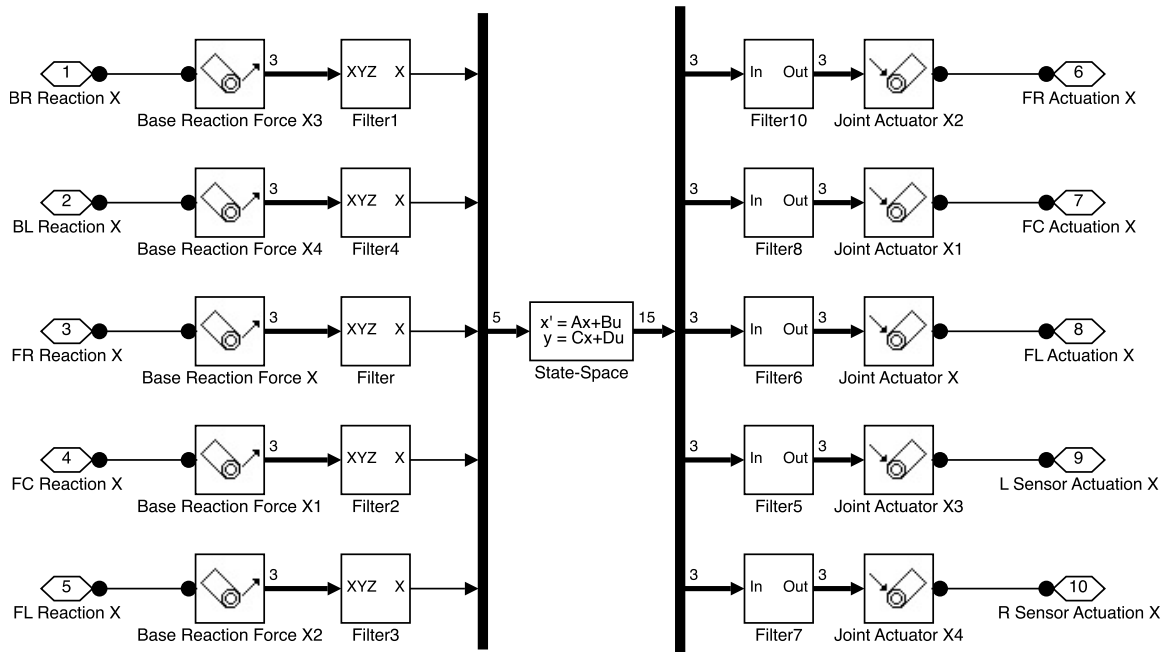 3 3 3
1 XYZ X In Out 6
BR Reaction X FR Actuation X
Base Reaction Force X3 Filter1 Filter10 Joint Actuator X2
3 3 3
2 XYZ X In Out 7
BL Reaction X FC Actuation X
Base Reaction Force X4 Filter4 Filter8 Joint Actuator X1
3 5 15 3 3
3 XYZ X x' = Ax+Bu In Out 8
y = Cx+Du
FR Reaction X FL Actuation X
Base Reaction Force X Filter State-Space Filter6 Joint Actuator X
3 3 3
4 XYZ X In Out 9
FC Reaction X L Sensor Actuation X
Base Reaction Force X1 Filter2 Filter5 Joint Actuator X3
3 3 3
5 XYZ X In Out 10
FL Reaction X R Sensor Actuation X
Base Reaction Force X2 Filter3 Filter7 Joint Actuator X4